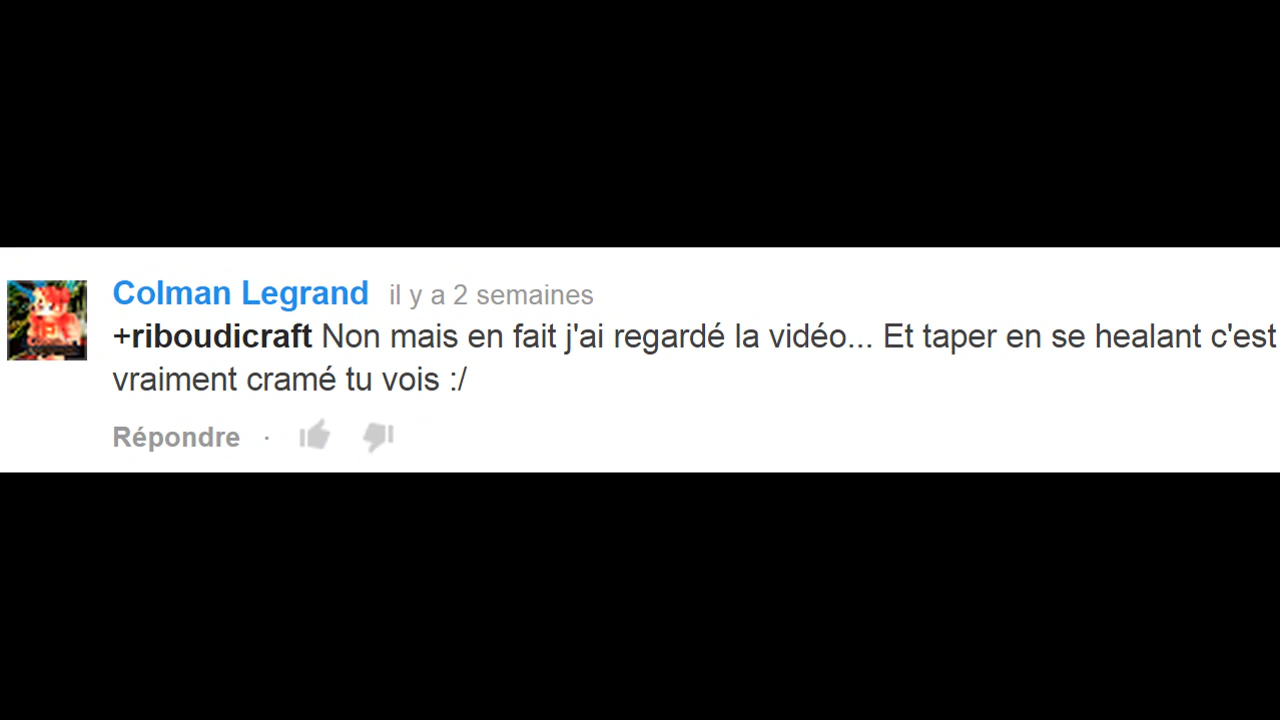 Colman Legrand il y a 2 semaines
+riboudicraft Non mais en fait j'ai regardé la vidéo... Et taper en se healant c'est
vraiment cramé tu vois :/
Répondre ·